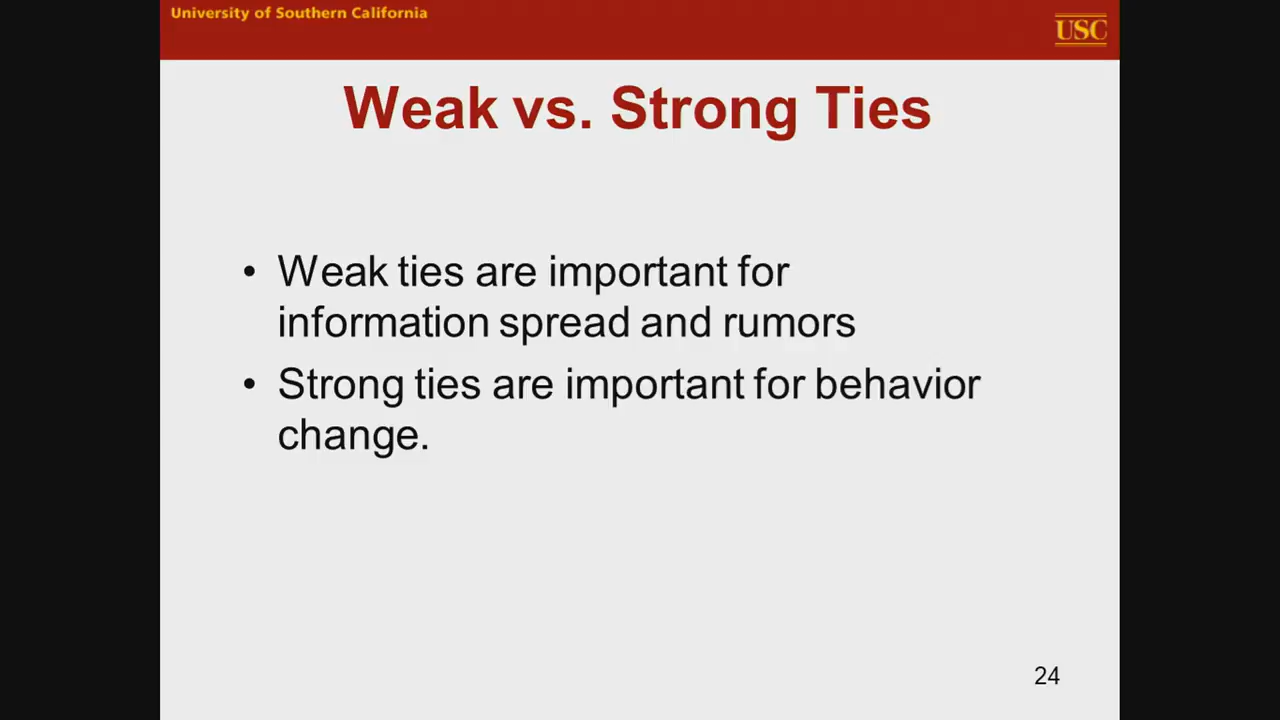 University of Southern California
USC
Weak vs. Strong Ties
• Weak ties are important for
information spread and rumors
• Strong ties are important for behavior
change.
24